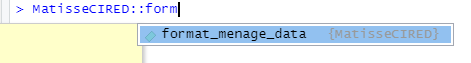 > MatisseCIRED::form
format_menage_data {MatisseCIRED}